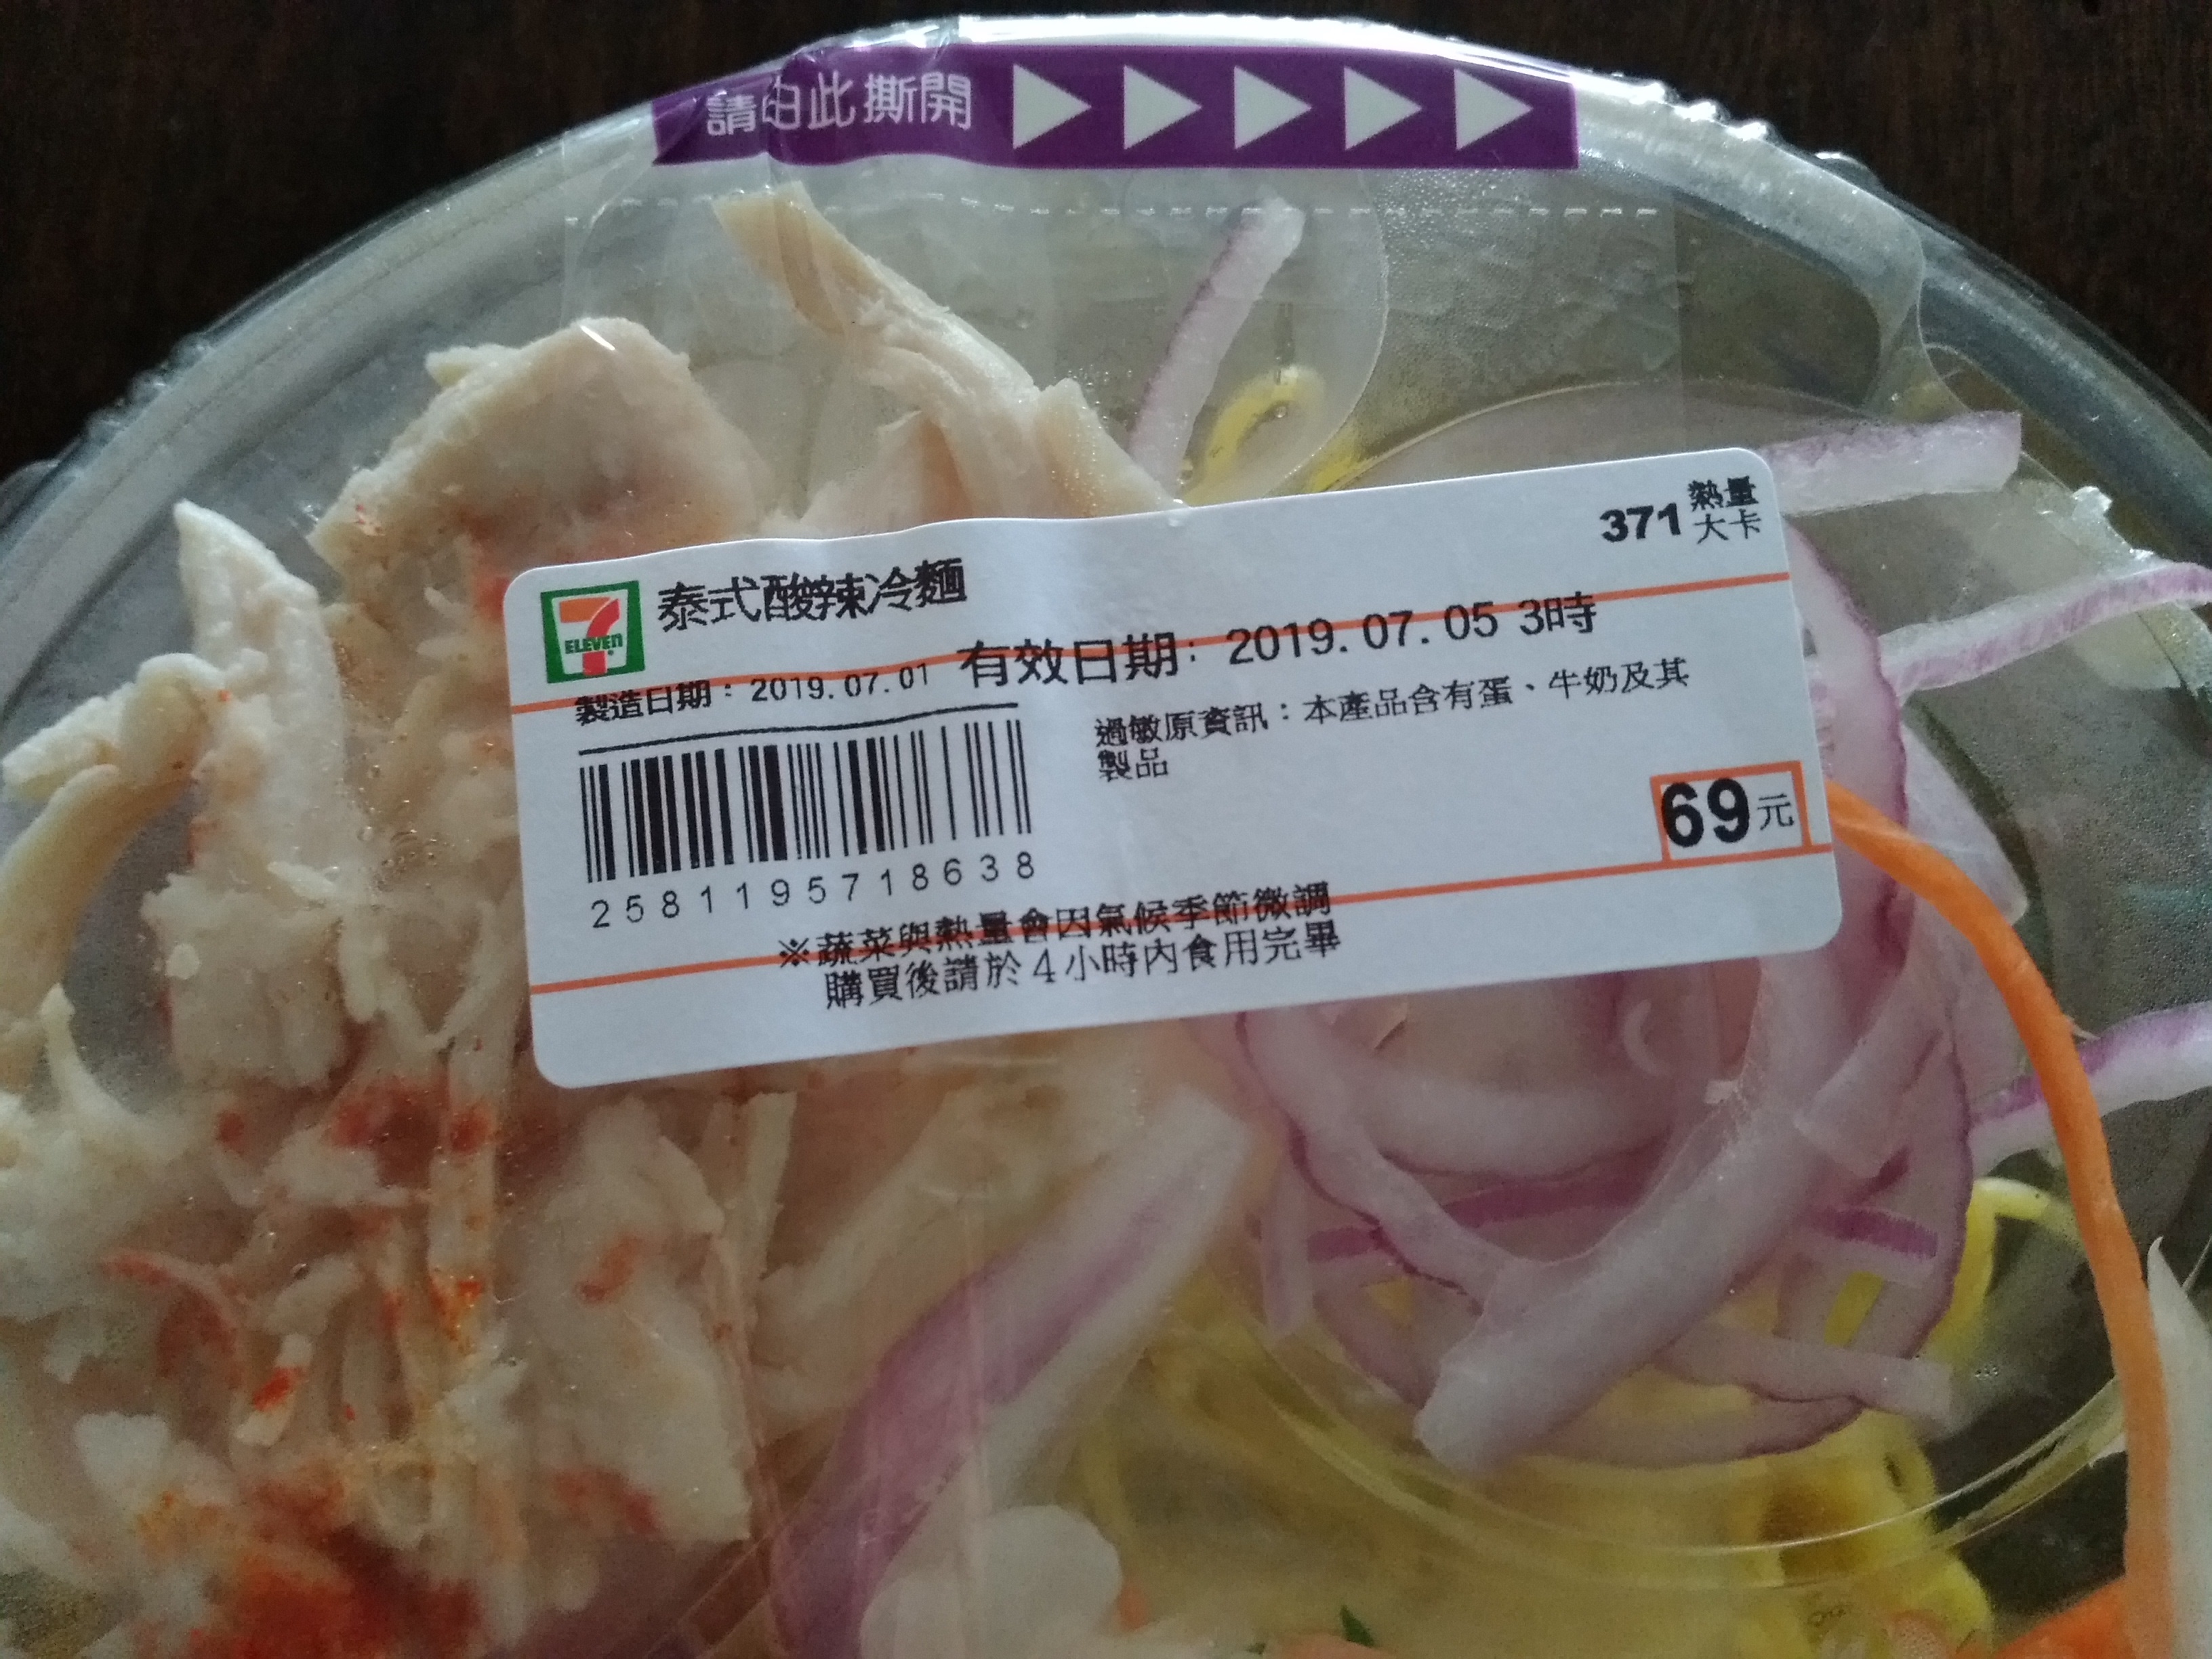 請由此撕開
371 熱量
大卡
7 ELEVEN
泰式酸辣冷麵
製造日期：2019.07.01
有效日期：2019.07.05 3時
過敏原資訊：本產品含有蛋、牛奶及其
製品
69元
2581195718638
※蔬菜與熱量會因氣候季節微調
購買後請於4小時內食用完畢